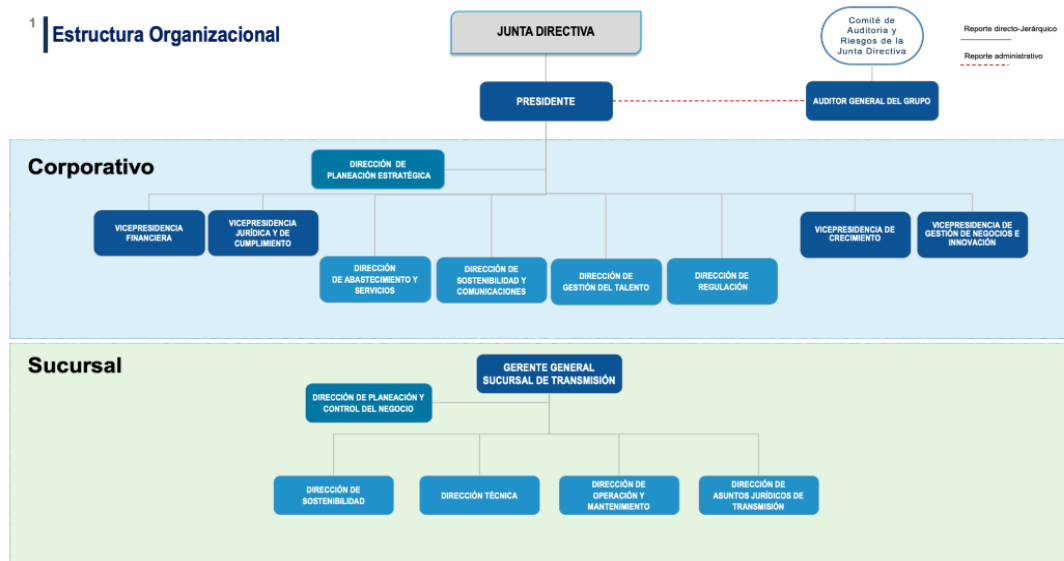 1
Estructura Organizacional
JUNTA DIRECTIVA
Comité de
Auditoria y
Riesgos de la
Junta Directiva
Reporte directo-Jerárquico
Reporte administrativo
PRESIDENTE
AUDITOR GENERAL DEL GRUPO
Corporativo
DIRECCIÓN DE
PLANEACIÓN ESTRATÉGICA
VICEPRESIDENCIA
FINANCIERA
VICEPRESIDENCIA
JURÍDICA Y DE
CUMPLIMIENTO
VICEPRESIDENCIA DE
CRECIMIENTO
VICEPRESIDENCIA DE
GESTIÓN DE NEGOCIOS E
INNOVACIÓN
DIRECCIÓN
DE ABASTECIMIENTO Y
SERVICIOS
DIRECCIÓN DE
SOSTENIBILIDAD Y
COMUNICACIONES
DIRECCIÓN DE
GESTIÓN DEL TALENTO
DIRECCIÓN DE
REGULACIÓN
Sucursal
GERENTE GENERAL
SUCURSAL DE TRANSMISIÓN
DIRECCIÓN DE PLANEACIÓN Y
CONTROL DEL NEGOCIO
DIRECCIÓN DE
SOSTENIBILIDAD
DIRECCIÓN TÉCNICA
DIRECCIÓN DE
OPERACIÓN Y
MANTENIMIENTO
DIRECCIÓN DE
ASUNTOS JURÍDICOS DE
TRANSMISIÓN